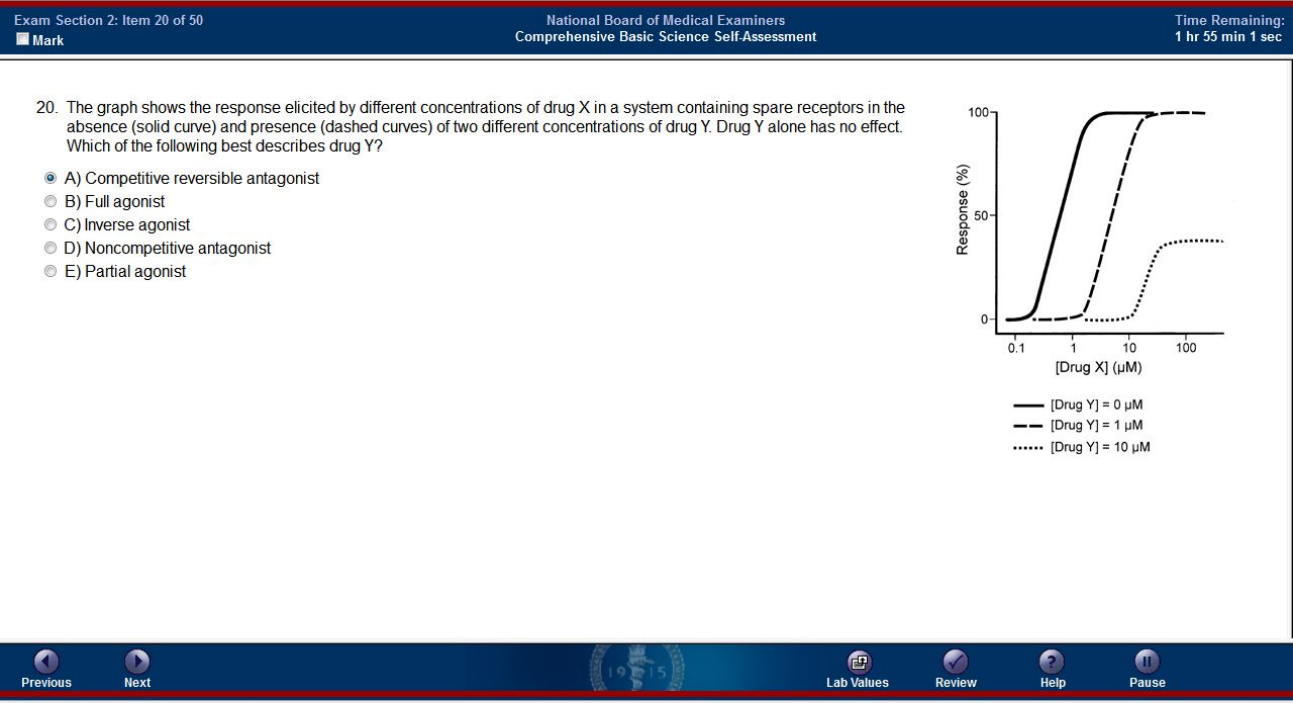 Exam Section 2: Item 20 of 50
National Board of Medical Examiners
Time Remaining:
Mark
Comprehensive Basic Science Self-Assessment
1 hr 55 min 1 sec
20. The graph shows the response elicited by different concentrations of drug X in a system containing spare receptors in the
absence (solid curve) and presence (dashed curves) of two different concentrations of drug Y. Drug Y alone has no effect.
Which of the following best describes drug Y?
A) Competitive reversible antagonist
B) Full agonist
C) Inverse agonist
D) Noncompetitive antagonist
E) Partial agonist
Response (%)
100
50
0
0.1 1 10 100
[Drug X] (µM)
[Drug Y] = 0 µM
[Drug Y] = 1 µM
[Drug Y] = 10 µM
1915
Previous
Next
Lab Values
Review
Help
Pause